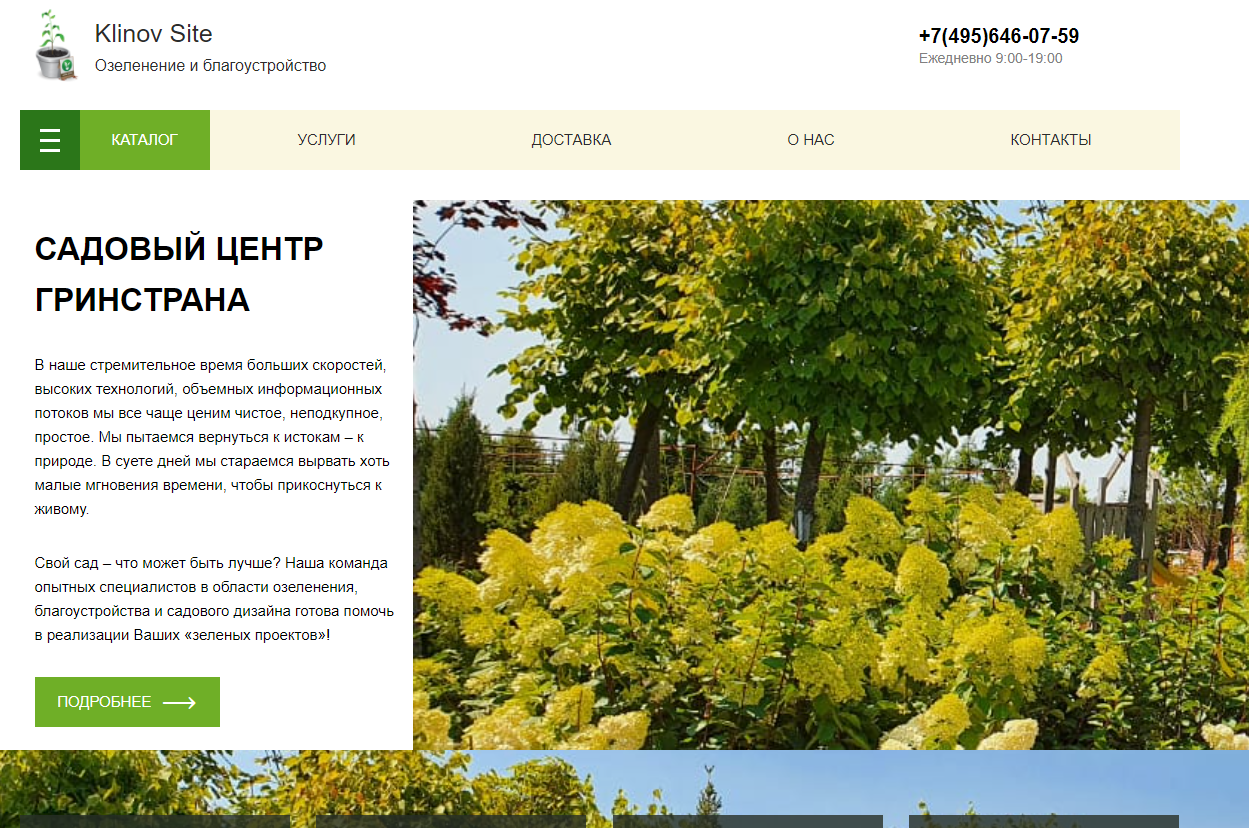 Klinov Site
Озеленение и благоустройство
+7(495)646-07-59
Ежедневно 9:00-19:00
КАТАЛОГ
УСЛУГИ
ДОСТАВКА
О НАС
КОНТАКТЫ
САДОВЫЙ ЦЕНТР
ГРИНСТРАНА
В наше стремительное время больших скоростей,
высоких технологий, объемных информационных
потоков мы все чаще ценим чистое, неподкупное,
простое. Мы пытаемся вернуться к истокам – к
природе. В суете дней мы стараемся вырвать хоть
малые мгновения времени, чтобы прикоснуться к
живому.
Свой сад – что может быть лучше? Наша команда
опытных специалистов в области озеленения,
благоустройства и садового дизайна готова помочь
в реализации Ваших «зеленых проектов»!
ПОДРОБНЕЕ